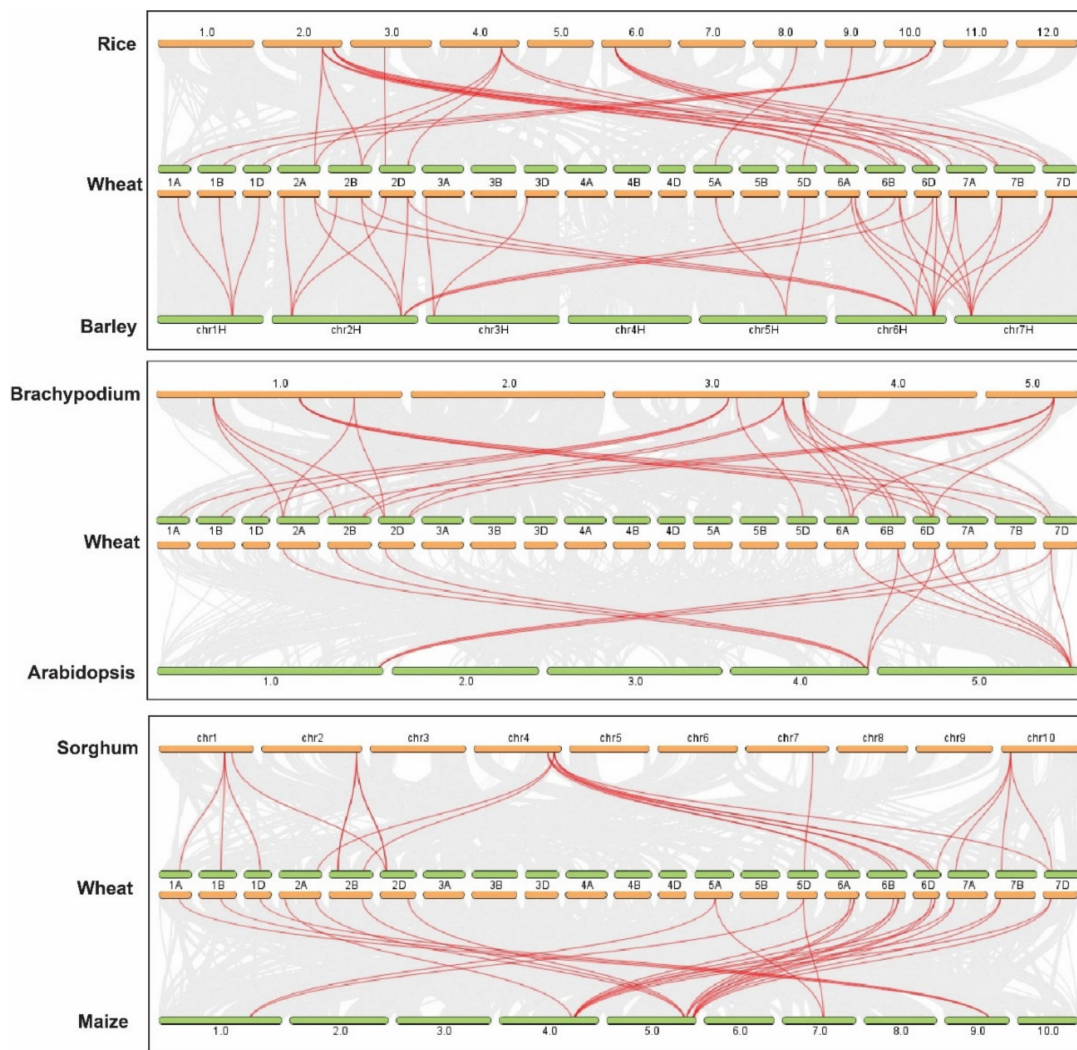 1.0 2.0 3.0 4.0 5.0 6.0 7.0 8.0 9.0 10.0 11.0 12.0
Rice
1A 1B 1D 2A 2B 2D 3A 3B 3D 4A 4B 4D 5A 5B 5D 6A 6B 6D 7A 7B 7D
Wheat
Barley
chr1H chr2H chr3H chr4H chr5H chr6H chr7H
1.0 2.0 3.0 4.0 5.0
Brachypodium
1A 1B 1D 2A 2B 2D 3A 3B 3D 4A 4B 4D 5A 5B 5D 6A 6B 6D 7A 7B 7D
Wheat
Arabidopsis
1.0 2.0 3.0 4.0 5.0
chr1 chr2 chr3 chr4 chr5 chr6 chr7 chr8 chr9 chr10
Sorghum
1A 1B 1D 2A 2B 2D 3A 3B 3D 4A 4B 4D 5A 5B 5D 6A 6B 6D 7A 7B 7D
Wheat
Maize
1.0 2.0 3.0 4.0 5.0 6.0 7.0 8.0 9.0 10.0